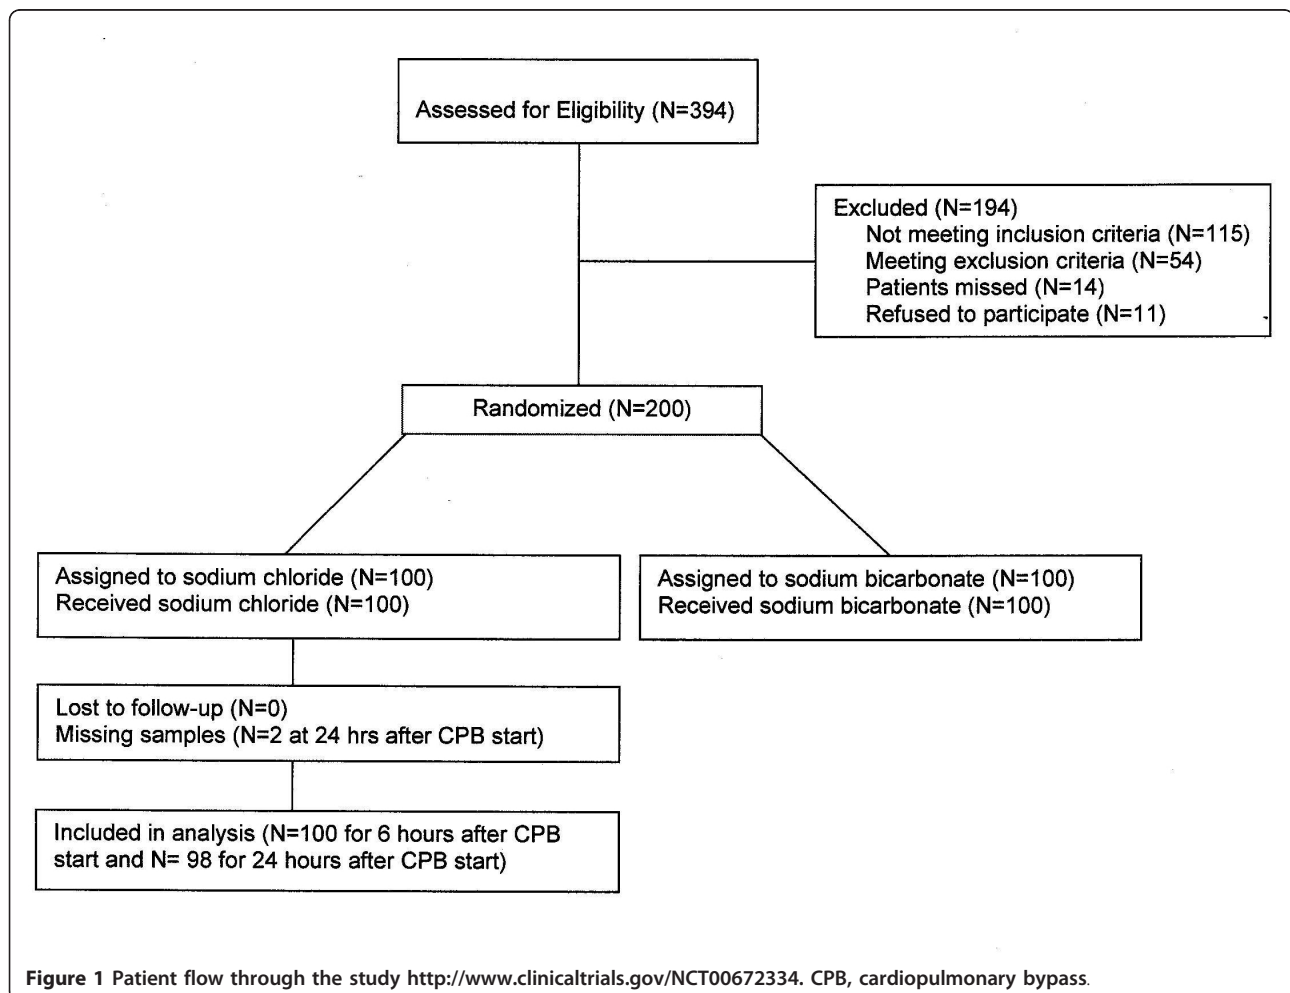 Assessed for Eligibility (N=394)
Excluded (N=194)
Not meeting inclusion criteria (N=115)
Meeting exclusion criteria (N=54)
Patients missed (N=14)
Refused to participate (N=11)
Randomized (N=200)
Assigned to sodium chloride (N=100)
Received sodium chloride (N=100)
Assigned to sodium bicarbonate (N=100)
Received sodium bicarbonate (N=100)
Lost to follow-up (N=0)
Missing samples (N=2 at 24 hrs after CPB start)
Included in analysis (N=100 for 6 hours after CPB
start and N= 98 for 24 hours after CPB start)
Figure 1 Patient flow through the study http://www.clinicaltrials.gov/NCT00672334. CPB, cardiopulmonary bypass.